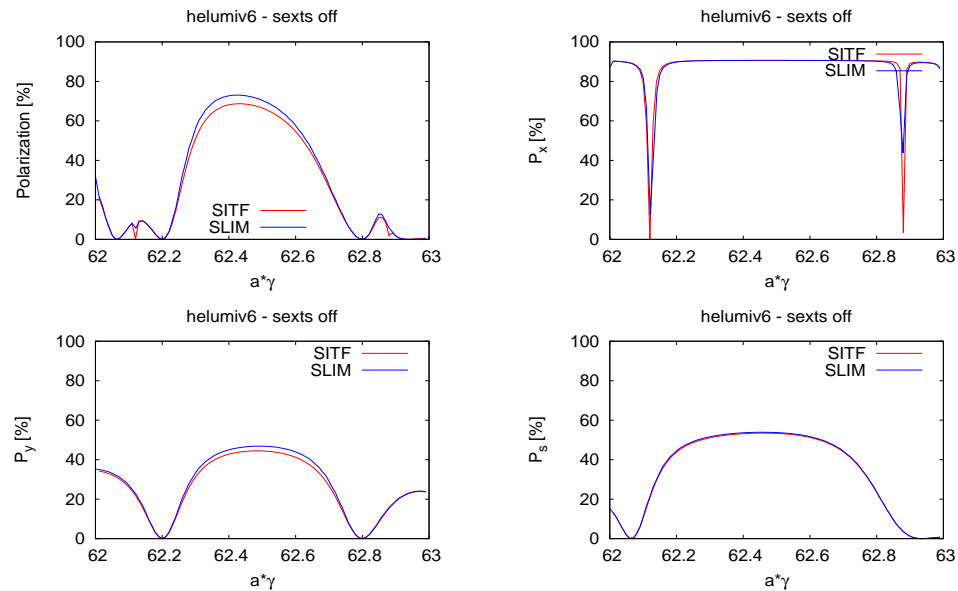 helumiv6 - sexts off
Polarization [%]
100
80
60
40
20
0
62 62.2 62.4 62.6 62.8 63
a*γ
SITF
SLIM
helumiv6 - sexts off
P_x [%]
100
80
60
40
20
0
62 62.2 62.4 62.6 62.8 63
a*γ
SITF
SLIM
helumiv6 - sexts off
P_y [%]
100
80
60
40
20
0
62 62.2 62.4 62.6 62.8 63
a*γ
SITF
SLIM
helumiv6 - sexts off
P_s [%]
100
80
60
40
20
0
62 62.2 62.4 62.6 62.8 63
a*γ
SITF
SLIM